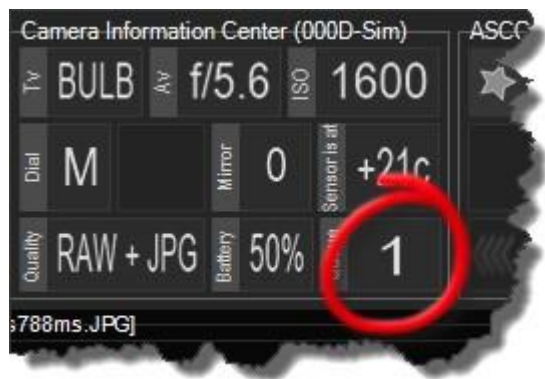 Camera Information Center (000D-Sim) ASCC
Tv BULB Av f/5.6 ISO 1600
Dial M Mirror 0 Sensor is at +21c
Quality RAW + JPG Battery 50% 1
s788ms.JPG]